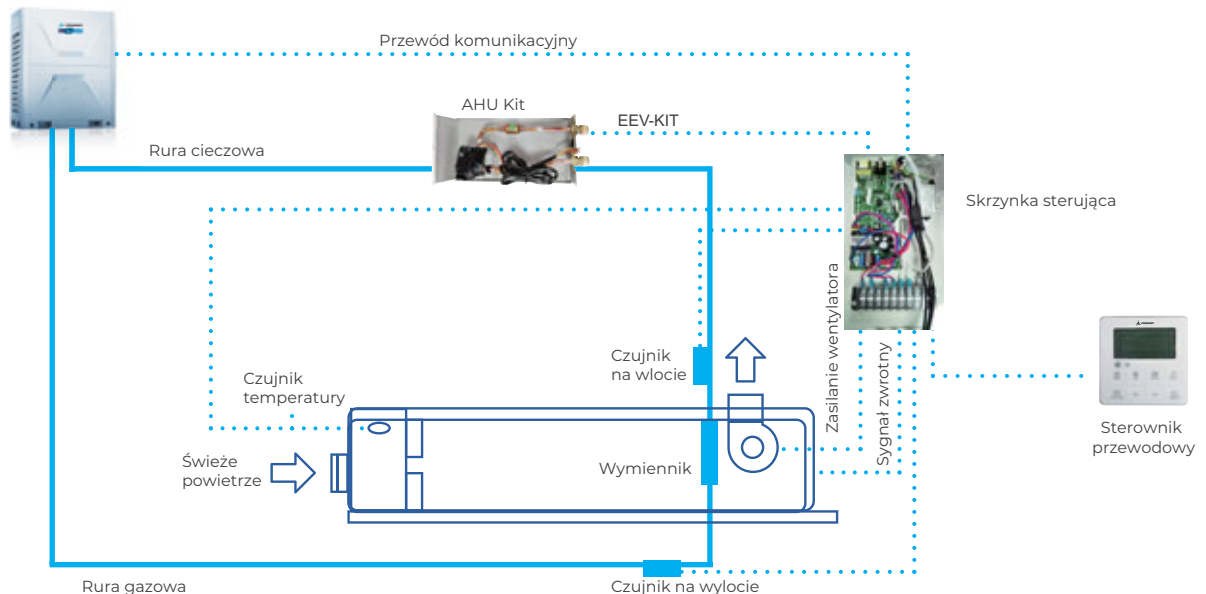 Przewód komunikacyjny
AHU Kit
EEV-KIT
Rura cieczowa
Skrzynka sterująca
Zasilanie wentylatora
Sygnał zwrotny
Czujnik
na wlocie
Czujnik
temperatury
Sterownik
przewodowy
Świeże
powietrze
Wymiennik
Rura gazowa
Czujnik na wylocie